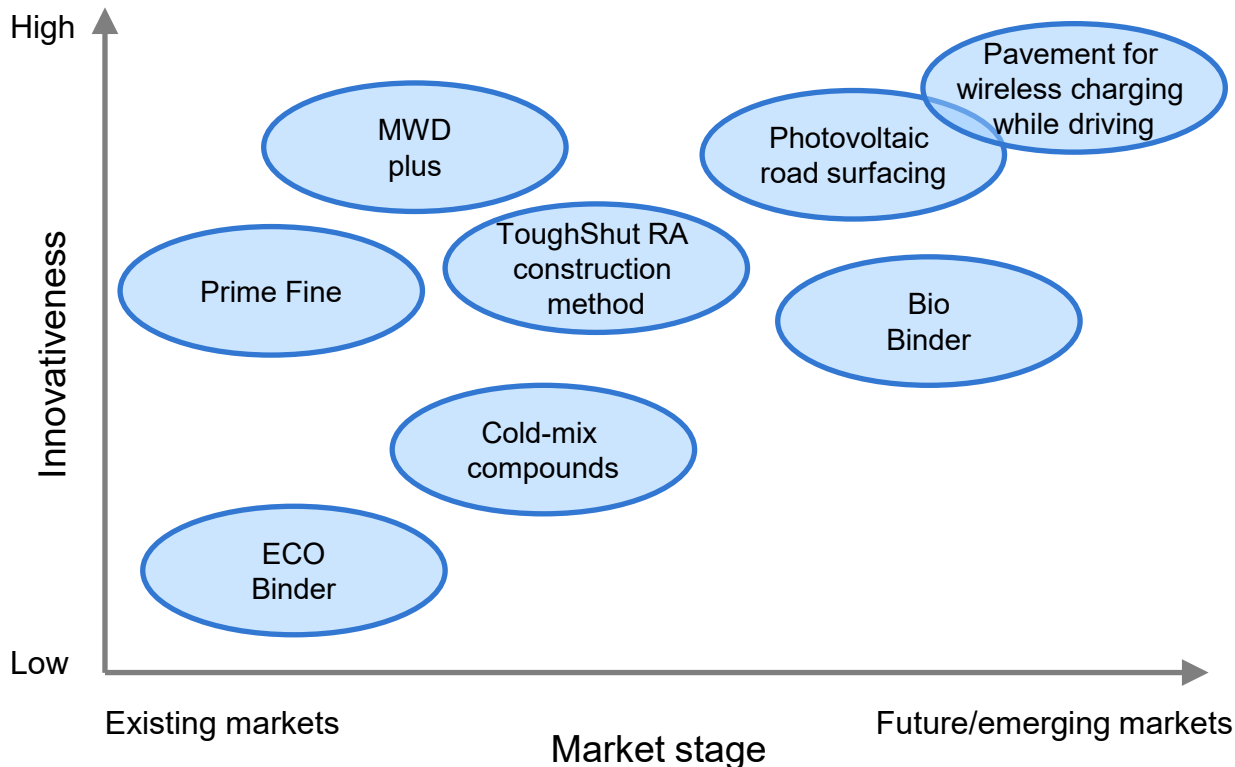 High
Pavement for
wireless charging
while driving
MWD
plus
Photovoltaic
road surfacing
ToughShut RA
construction
method
Prime Fine
Bio
Binder
Innovativeness
Cold-mix
compounds
ECO
Binder
Low
Existing markets
Future/emerging markets
Market stage